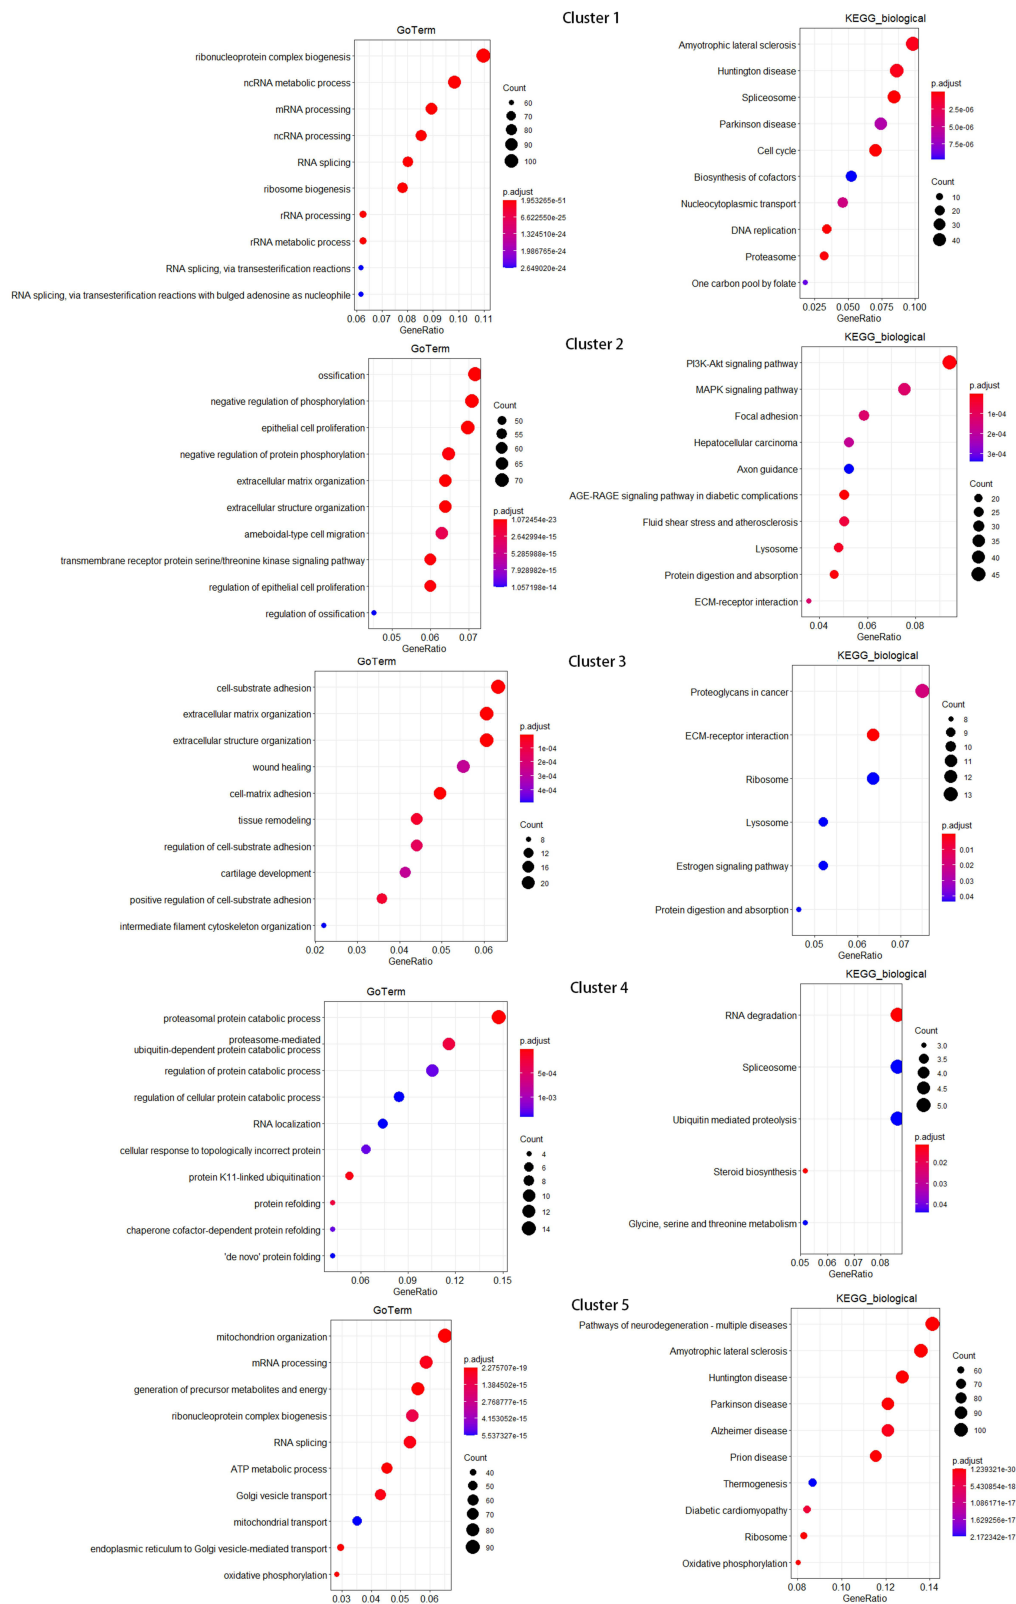 Cluster 1
GoTerm
ribonucleoprotein complex biogenesis
ncRNA metabolic process
mRNA processing
ncRNA processing
RNA splicing
ribosome biogenesis
rRNA processing
rRNA metabolic process
RNA splicing, via transesterification reactions
RNA splicing, via transesterification reactions with bulged adenosine as nucleophile
0.06 0.07 0.08 0.09 0.10 0.11
GeneRatio
Count
60
70
80
90
100
p.adjust
1.953265e-51
6.622550e-25
1.324510e-24
1.986765e-24
2.649020e-24
KEGG_biological
Amyotrophic lateral sclerosis
Huntington disease
Spliceosome
Parkinson disease
Cell cycle
Biosynthesis of cofactors
Nucleocytoplasmic transport
DNA replication
Proteasome
One carbon pool by folate
0.025 0.050 0.075 0.100
GeneRatio
p.adjust
2.5e-06
5.0e-06
7.5e-06
Count
10
20
30
40
Cluster 2
GoTerm
ossification
negative regulation of phosphorylation
epithelial cell proliferation
negative regulation of protein phosphorylation
extracellular matrix organization
extracellular structure organization
ameboidal-type cell migration
transmembrane receptor protein serine/threonine kinase signaling pathway
regulation of epithelial cell proliferation
regulation of ossification
0.05 0.06 0.07
GeneRatio
Count
50
55
60
65
70
p.adjust
1.072454e-23
2.642994e-15
5.285988e-15
7.928982e-15
1.057198e-14
KEGG_biological
PI3K-Akt signaling pathway
MAPK signaling pathway
Focal adhesion
Hepatocellular carcinoma
Axon guidance
AGE-RAGE signaling pathway in diabetic complications
Fluid shear stress and atherosclerosis
Lysosome
Protein digestion and absorption
ECM-receptor interaction
0.04 0.06 0.08
GeneRatio
p.adjust
1e-04
2e-04
3e-04
Count
20
25
30
35
40
45
Cluster 3
GoTerm
cell-substrate adhesion
extracellular matrix organization
extracellular structure organization
wound healing
cell-matrix adhesion
tissue remodeling
regulation of cell-substrate adhesion
cartilage development
positive regulation of cell-substrate adhesion
intermediate filament cytoskeleton organization
0.02 0.03 0.04 0.05 0.06
GeneRatio
p.adjust
1e-04
2e-04
3e-04
4e-04
Count
8
12
16
20
KEGG_biological
Proteoglycans in cancer
ECM-receptor interaction
Ribosome
Lysosome
Estrogen signaling pathway
Protein digestion and absorption
0.05 0.06 0.07
GeneRatio
Count
8
9
10
11
12
13
p.adjust
0.01
0.02
0.03
0.04
Cluster 4
GoTerm
proteasomal protein catabolic process
proteasome-mediated
ubiquitin-dependent protein catabolic process
regulation of protein catabolic process
regulation of cellular protein catabolic process
RNA localization
cellular response to topologically incorrect protein
protein K11-linked ubiquitination
protein refolding
chaperone cofactor-dependent protein refolding
'de novo' protein folding
0.06 0.09 0.12 0.15
GeneRatio
p.adjust
5e-04
1e-03
Count
4
6
8
10
12
14
KEGG_biological
RNA degradation
Spliceosome
Ubiquitin mediated proteolysis
Steroid biosynthesis
Glycine, serine and threonine metabolism
0.05 0.06 0.07 0.08
GeneRatio
Count
3.0
3.5
4.0
4.5
5.0
p.adjust
0.02
0.03
0.04
Cluster 5
GoTerm
mitochondrion organization
mRNA processing
generation of precursor metabolites and energy
ribonucleoprotein complex biogenesis
RNA splicing
ATP metabolic process
Golgi vesicle transport
mitochondrial transport
endoplasmic reticulum to Golgi vesicle-mediated transport
oxidative phosphorylation
0.03 0.04 0.05 0.06
GeneRatio
p.adjust
2.275707e-19
1.384502e-15
2.768777e-15
4.153052e-15
5.537327e-15
Count
40
50
60
70
80
90
KEGG_biological
Pathways of neurodegeneration - multiple diseases
Amyotrophic lateral sclerosis
Huntington disease
Parkinson disease
Alzheimer disease
Prion disease
Thermogenesis
Diabetic cardiomyopathy
Ribosome
Oxidative phosphorylation
0.08 0.10 0.12 0.14
GeneRatio
Count
60
70
80
90
100
p.adjust
1.239321e-30
5.430854e-18
1.086171e-17
1.629256e-17
2.172342e-17